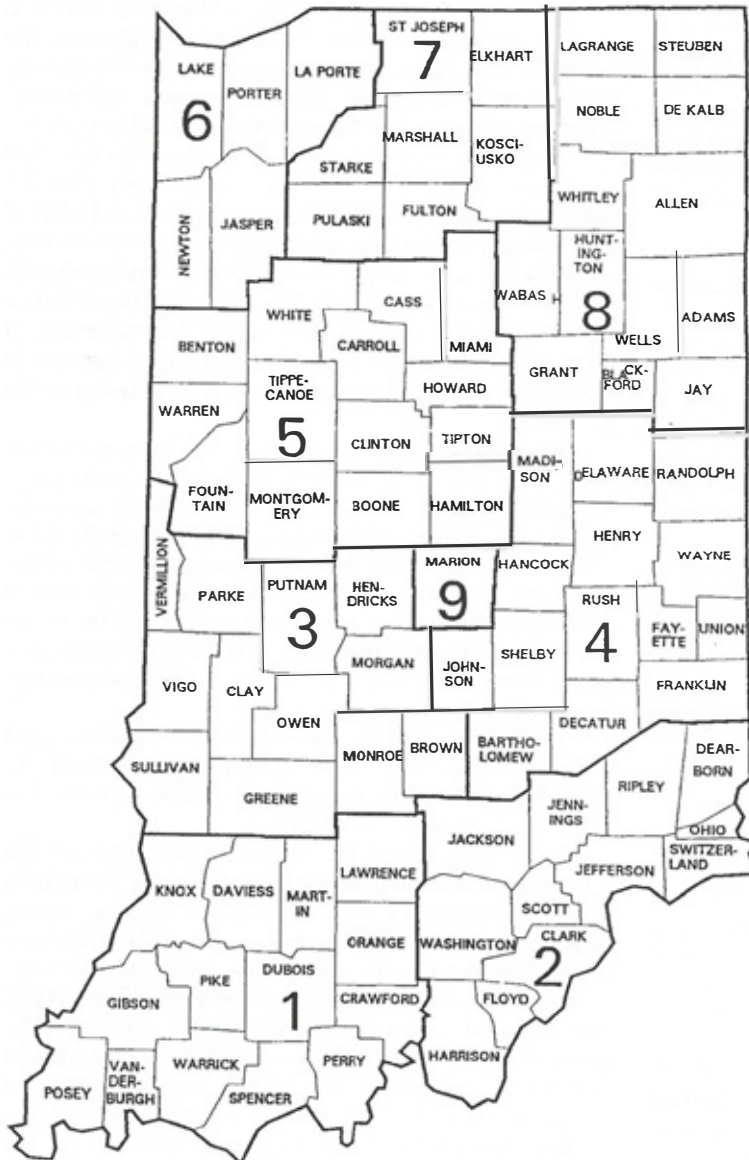 ST JOSEPH
7
ELKHART
LAGRANGE
STEUBEN
LAKE
6
PORTER
LA PORTE
NOBLE
DE KALB
MARSHALL
KOSCI-
USKO
STARKE
WHITLEY
ALLEN
NEWTON
JASPER
PULASKI
FULTON
HUNT-
ING-
TON
8
WABASH
WHITE
CASS
MIAMI
ADAMS
WELLS
BENTON
CARROLL
GRANT
BLACK-
FORD
JAY
TIPPE-
CANOE
5
HOWARD
WARREN
CLINTON
TIPTON
MADI-
SON
DELAWARE
RANDOLPH
FOUN-
TAIN
MONTGOM-
ERY
BOONE
HAMILTON
HENRY
WAYNE
VERMILLION
PARKE
PUTNAM
3
HEN-
DRICKS
MARION
9
HANCOCK
RUSH
4
FAY-
ETTE
UNION
MORGAN
JOHN-
SON
SHELBY
VIGO
CLAY
FRANKLIN
OWEN
DECATUR
SULLIVAN
MONROE
BROWN
BARTHO-
LOMEW
DEAR-
BORN
GREENE
RIPLEY
JENN-
INGS
JACKSON
OHIO
SWITZER-
LAND
LAWRENCE
JEFFERSON
KNOX
DAVIESS
MART-
IN
SCOTT
ORANGE
WASHINGTON
CLARK
2
PIKE
DUBOIS
1
GIBSON
CRAWFORD
FLOYD
HARRISON
POSEY
VAN-
DER-
BURGH
WARRICK
SPENCER
PERRY